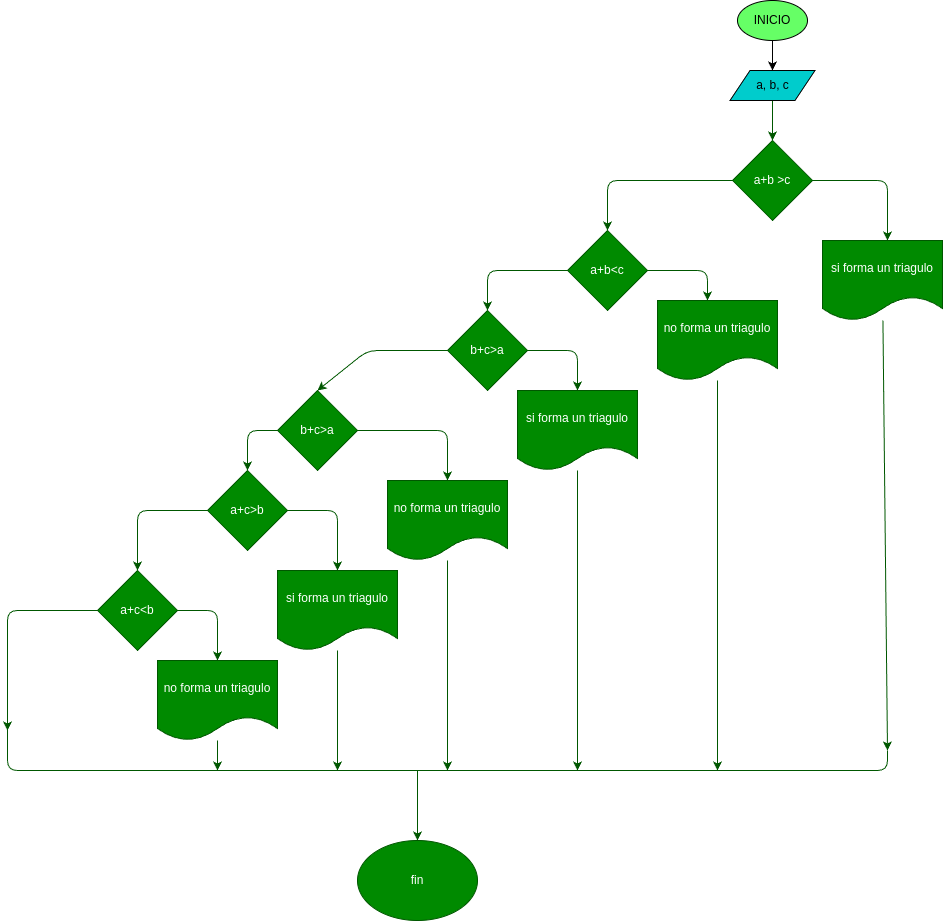 INICIO
a, b, c
a+b >c
si forma un triagulo
a+b<c
no forma un triagulo
b+c>a
si forma un triagulo
b+c>a
no forma un triagulo
a+c>b
si forma un triagulo
a+c<b
no forma un triagulo
fin